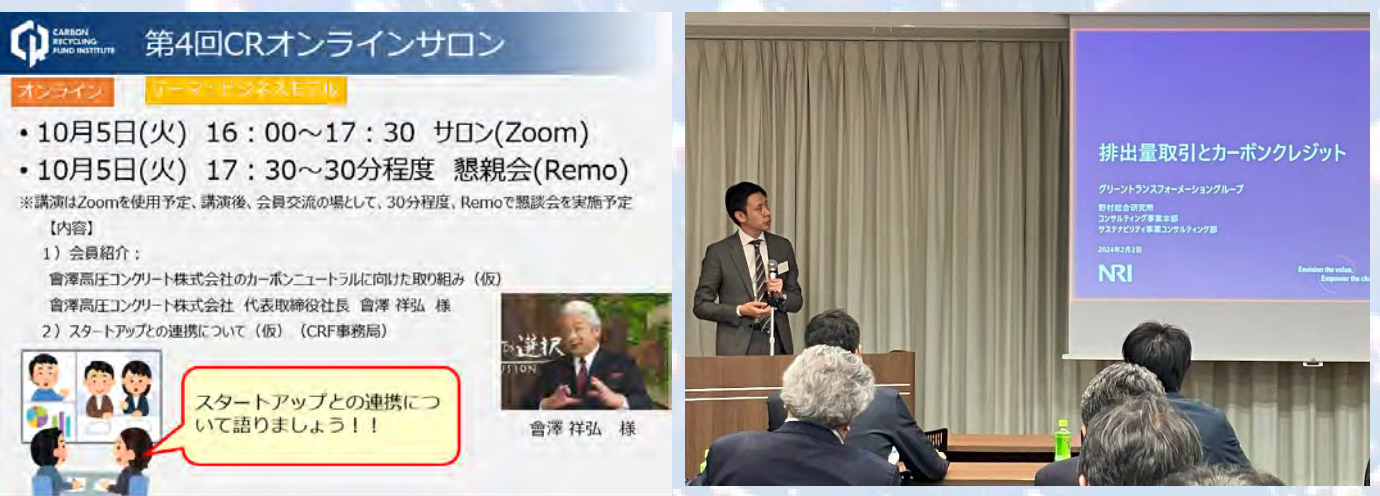 CARBON
RECYCLING
FUND INSTITUTE
第4回CRオンラインサロン
オンライン
テーマ：ビジネスモデル
• 10月5日(火) 16：00～17：30 サロン(Zoom)
• 10月5日(火) 17：30～30分程度 懇親会(Remo)
※講演はZoomを使用予定、講演後、会員交流の場として、30分程度、Remoで懇談会を実施予定
【内容】
1）会員紹介：
會澤高圧コンクリート株式会社のカーボンニュートラルに向けた取り組み（仮）
會澤高圧コンクリート株式会社 代表取締役社長 會澤 祥弘 様
2）スタートアップとの連携について（仮）（CRF事務局）
選択
スタートアップとの連携につ
いて語りましょう！！
會澤 祥弘 様
排出量取引とカーボンクレジット
グリーントランスフォーメーショングループ
野村総合研究所
コンサルティング事業本部
サステナビリティ事業コンサルティング部
2024年2月2日
NRI
Envision the value,
Empower the